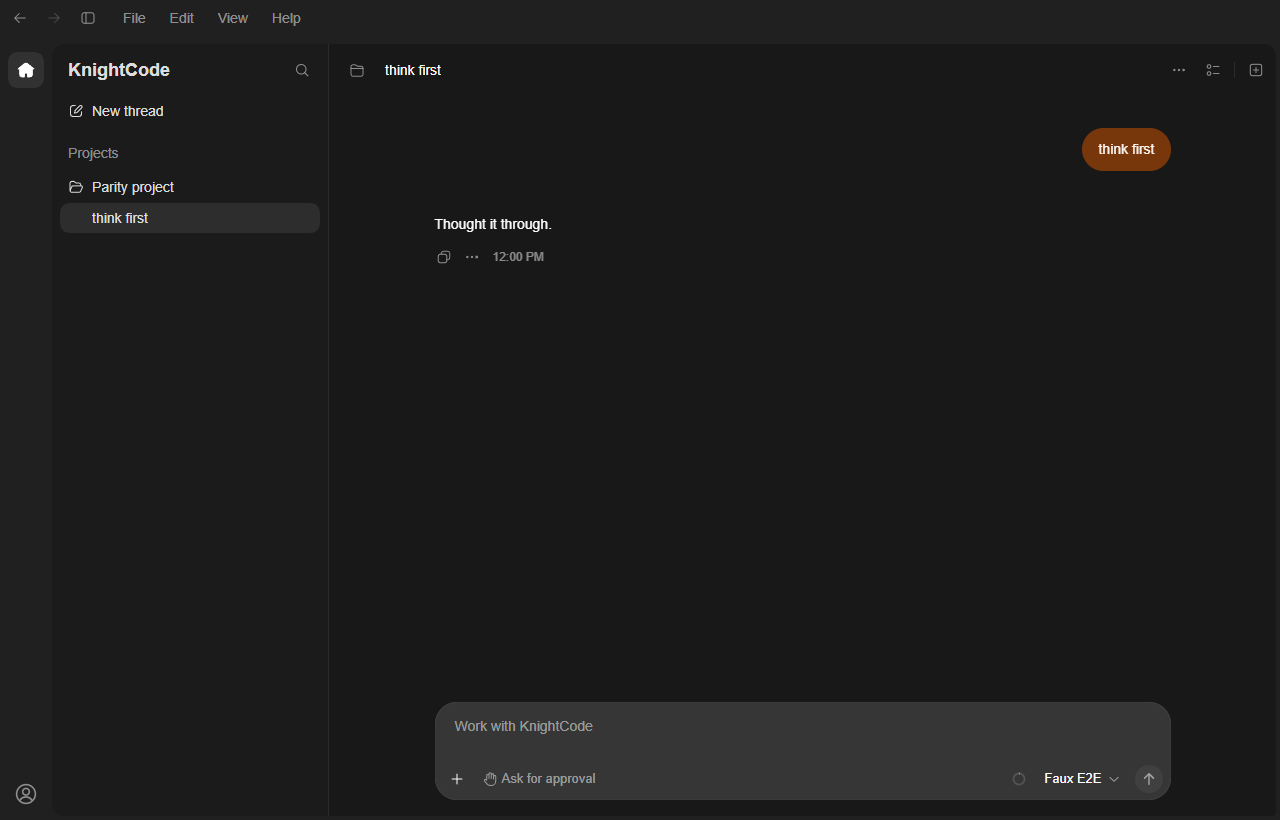 File Edit View Help
KnightCode
New thread
Projects
Parity project
think first
think first
think first
Thought it through.
12:00 PM
Work with KnightCode
Ask for approval
Faux E2E